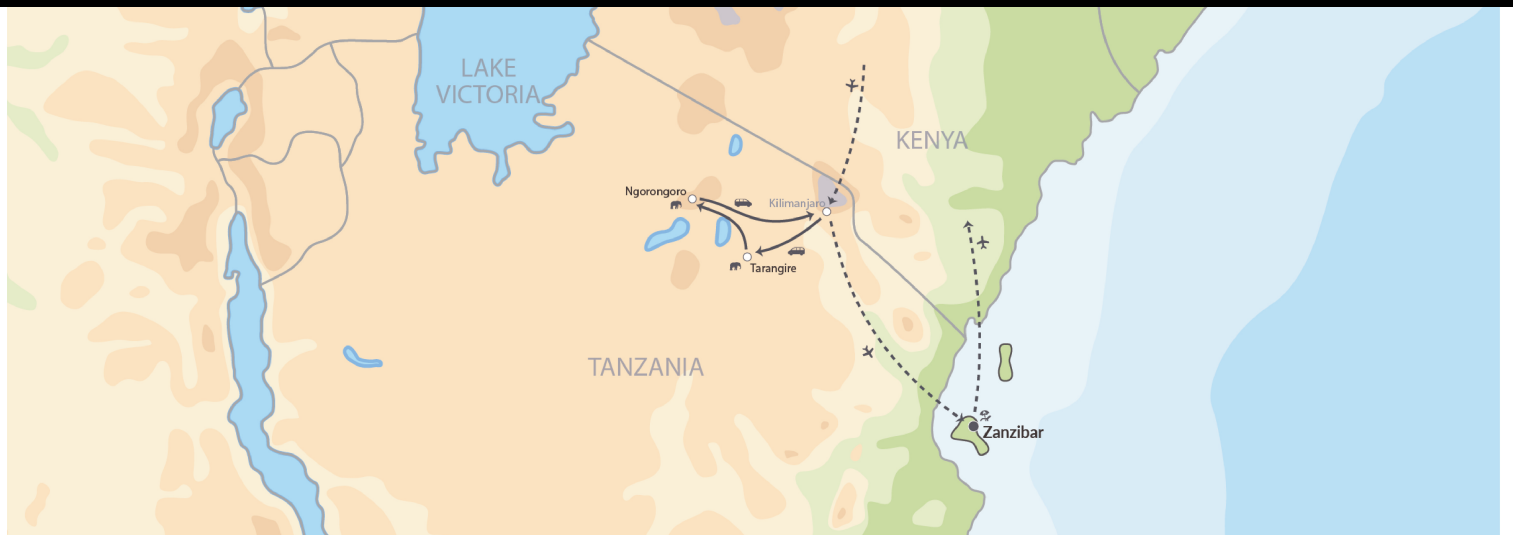 LAKE
VICTORIA
KENYA
Ngorongoro
Kilimanjaro
Tarangire
TANZANIA
Zanzibar